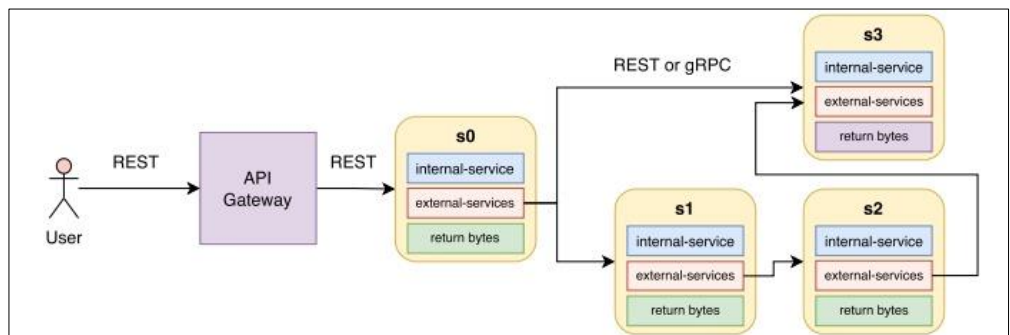 User
REST
API
Gateway
REST
s0
internal-service
external-services
return bytes
REST or gRPC
s3
internal-service
external-services
return bytes
s1
internal-service
external-services
return bytes
s2
internal-service
external-services
return bytes